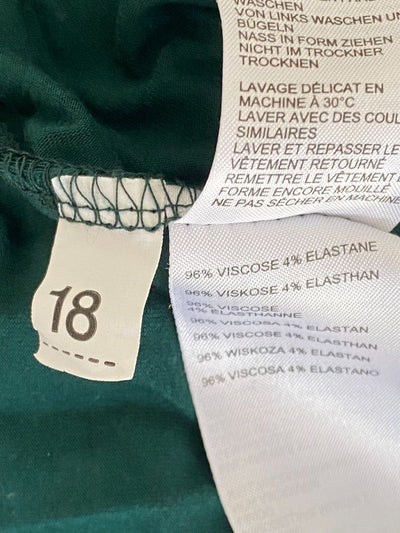 WASCHEN
VON LINKS WASCHEN UN
BÜGELN
NASS IN FORM ZIEHEN
NICHT IM TROCKNER
TROCKNEN
LAVAGE DÉLICAT EN
MACHINE À 30°C
LAVER AVEC DES COUL
SIMILAIRES
LAVER ET REPASSER LE
VÊTEMENT RETOURNÉ
REMETTRE LE VÊTEMENT
FORME ENCORE MOUILLÉ
NE PAS SÉCHER EN MACHINE
18
96% VISCOSE 4% ELASTANE
96% VISKOSE 4% ELASTHAN
96% VISCOSE
4% ELASTHANNE
96% VISCOSA 4% ELASTAN
96% VISCOSE 4% ELASTHAN
96% WISKOZA 4% ELASTAN
96% VISCOSA 4% ELASTANO